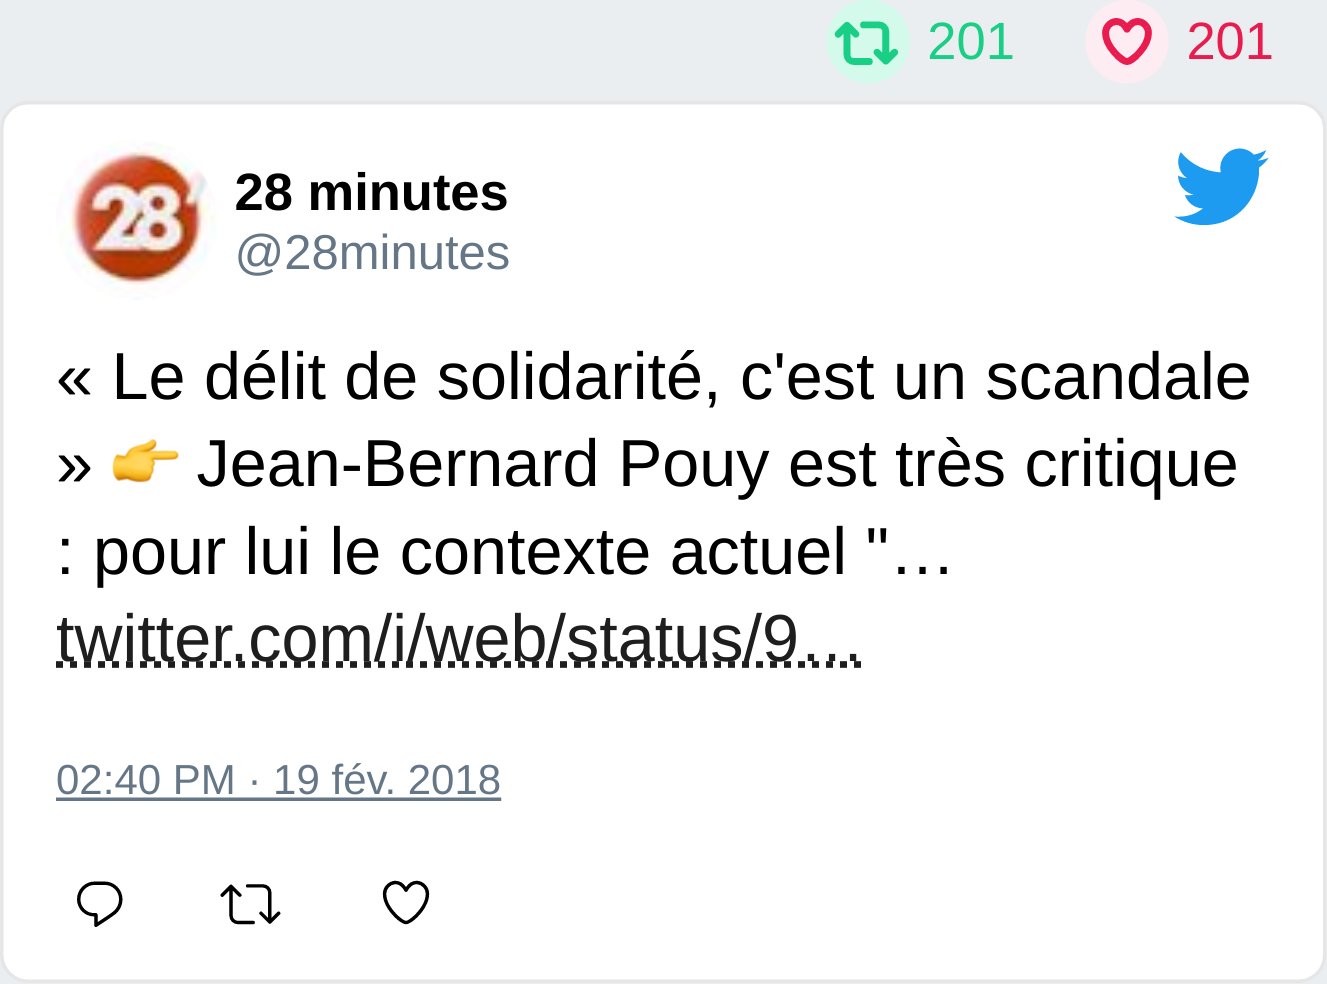 201 201
28 minutes
28'
@28minutes
« Le délit de solidarité, c'est un scandale
» 👉 Jean-Bernard Pouy est très critique
: pour lui le contexte actuel "…
twitter.com/i/web/status/9…
02:40 PM · 19 fév. 2018